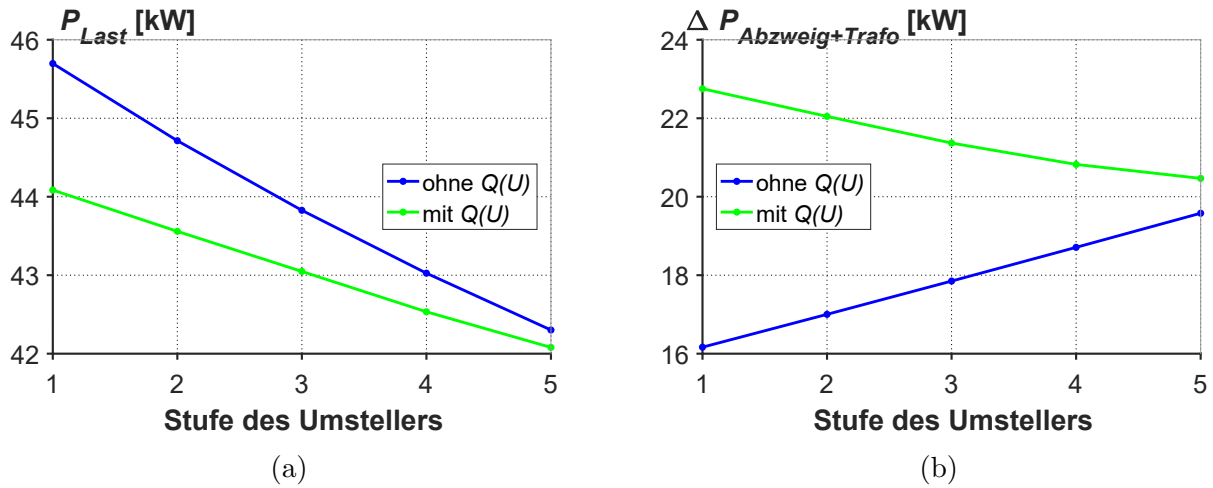 P_Last [kW]
46
45
44
43
42
1 2 3 4 5
ohne Q(U)
mit Q(U)
Stufe des Umstellers
(a)
Δ P_Abzweig+Trafo [kW]
24
22
20
18
16
1 2 3 4 5
ohne Q(U)
mit Q(U)
Stufe des Umstellers
(b)